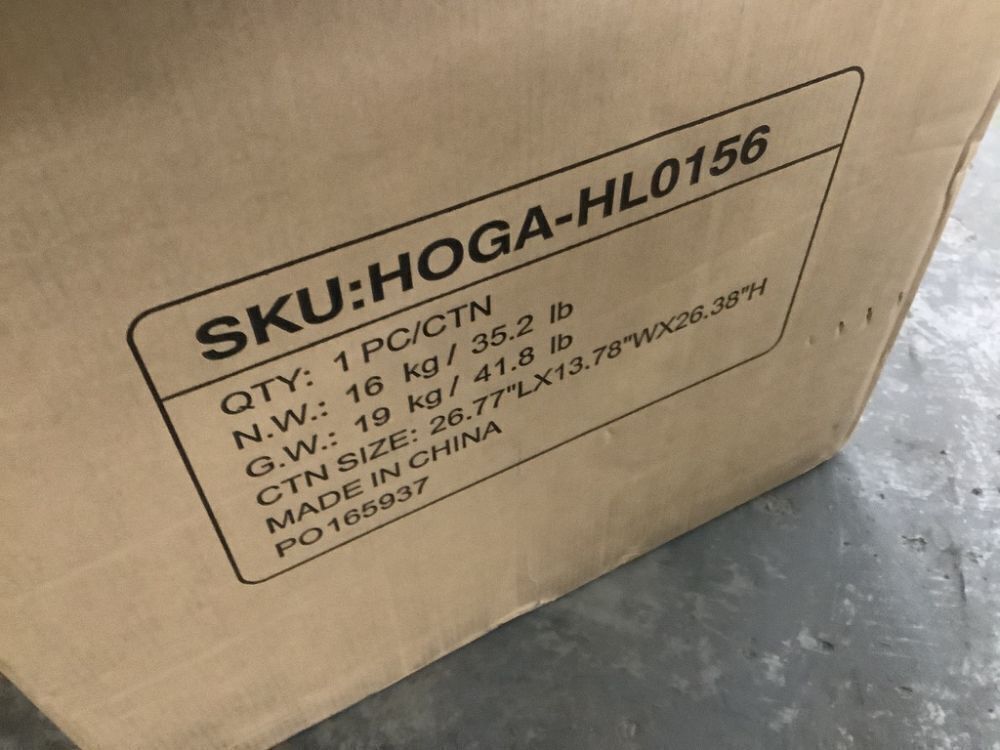 SKU:HOGA-HL0156
QTY: 1 PC/CTN
N.W.: 16 kg / 35.2 lb
G.W.: 19 kg / 41.8 lb
CTN SIZE: 26.77"LX13.78"WX26.38"H
MADE IN CHINA
PO165937